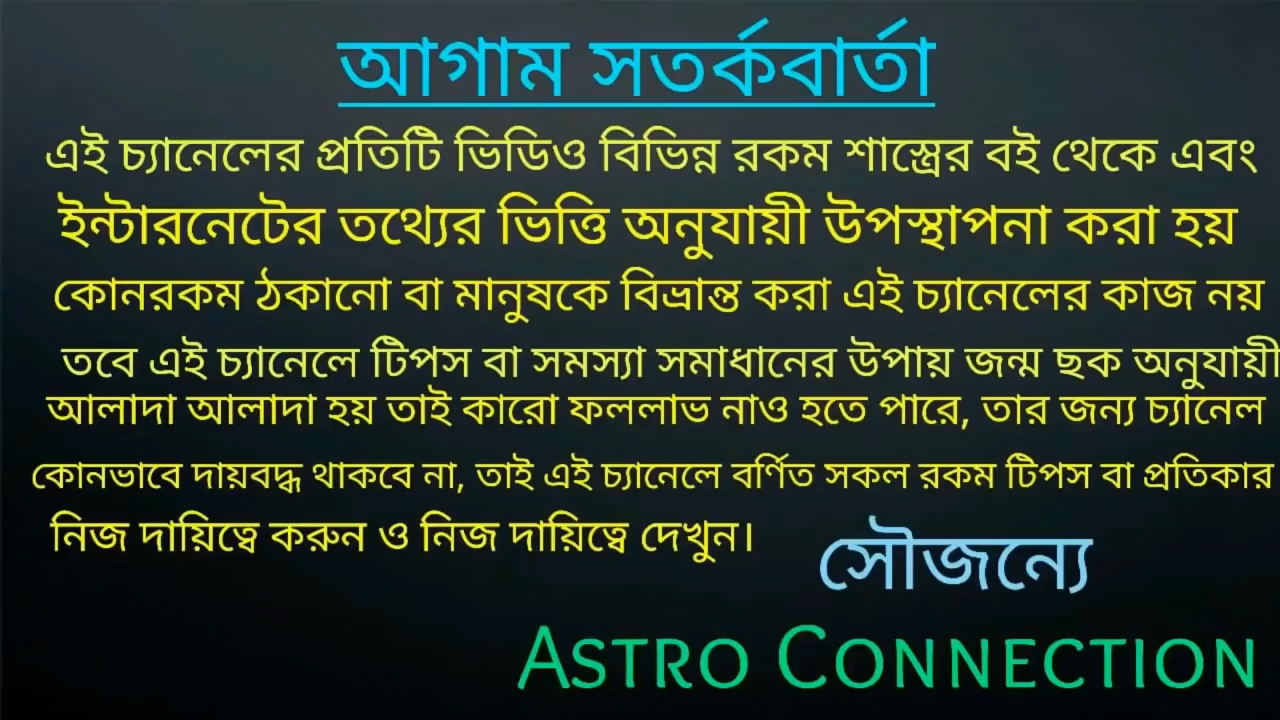 আগাম সতর্কবার্তা
এই চ্যানেলের প্রতিটি ভিডিও বিভিন্ন রকম শাস্ত্রের বই থেকে এবং
ইন্টারনেটের তথ্যের ভিত্তি অনুযায়ী উপস্থাপনা করা হয়
কোনরকম ঠকানো বা মানুষকে বিভ্রান্ত করা এই চ্যানেলের কাজ নয়
তবে এই চ্যানেলে টিপস বা সমস্যা সমাধানের উপায় জন্ম ছক অনুযায়ী
আলাদা আলাদা হয় তাই কারো ফললাভ নাও হতে পারে, তার জন্য চ্যানেল
কোনভাবে দায়বদ্ধ থাকবে না, তাই এই চ্যানেলে বর্ণিত সকল রকম টিপস বা প্রতিকার
নিজ দায়িত্বে করুন ও নিজ দায়িত্বে দেখুন।
সৌজন্যে
ASTRO CONNECTION